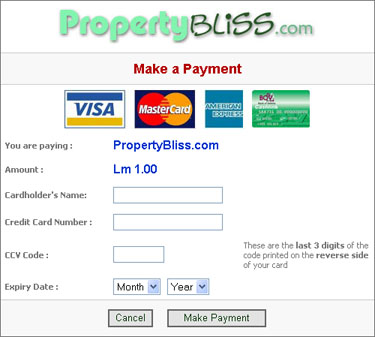 PropertyBLiSS.com
Make a Payment
VISA
MasterCard
AMERICAN EXPRESS
BOV
You are paying :
PropertyBliss.com
Amount :
Lm 1.00
Cardholder's Name:
Credit Card Number :
CCV Code :
These are the last 3 digits of the
code printed on the reverse side
of your card
Expiry Date :
Month
Year
Cancel
Make Payment